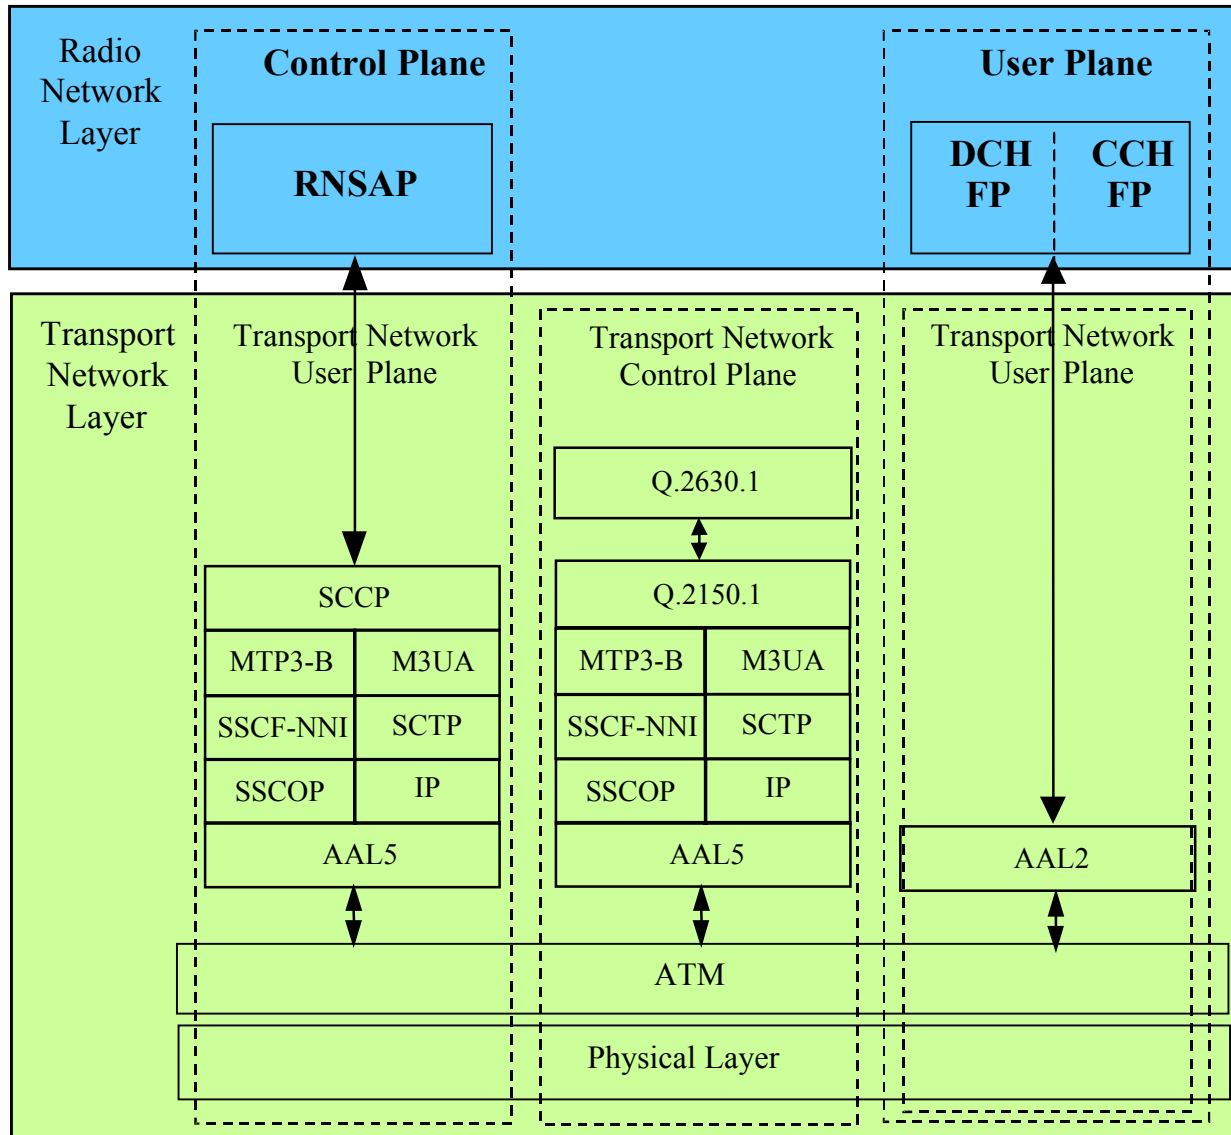 Radio
Network
Layer
Control Plane
User Plane
RNSAP
DCH
FP
CCH
FP
Transport
Network
Layer
Transport Network
User Plane
Transport Network
Control Plane
Transport Network
User Plane
Q.2630.1
SCCP
Q.2150.1
MTP3-B
M3UA
MTP3-B
M3UA
SSCF-NNI
SCTP
SSCF-NNI
SCTP
SSCOP
IP
SSCOP
IP
AAL5
AAL5
AAL2
ATM
Physical Layer